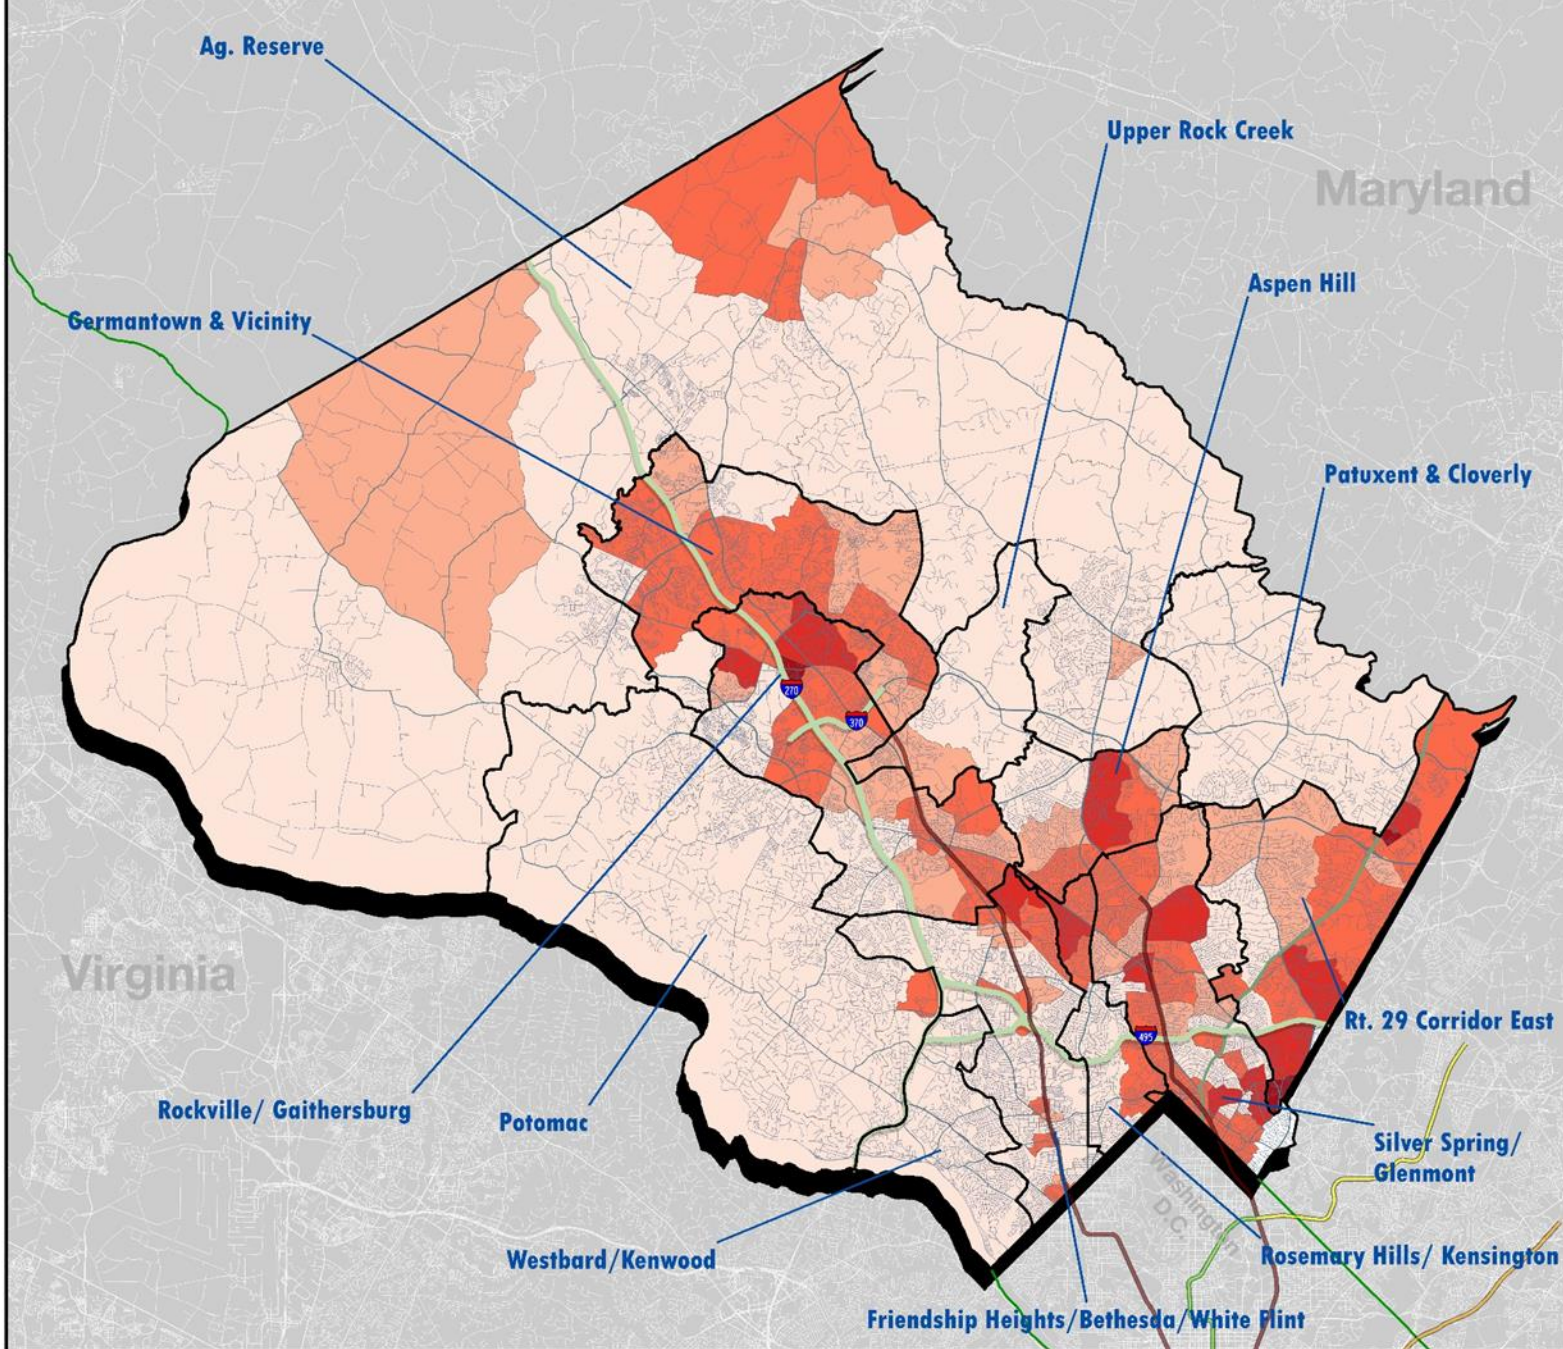 Ag. Reserve
Upper Rock Creek
Maryland
Aspen Hill
Germantown & Vicinity
Patuxent & Cloverly
270
370
Virginia
Rt. 29 Corridor East
495
Rockville/ Gaithersburg
Potomac
Silver Spring/
Glenmont
Washington
D.C.
Westbard/Kenwood
Rosemary Hills/ Kensington
Friendship Heights/Bethesda/White Flint